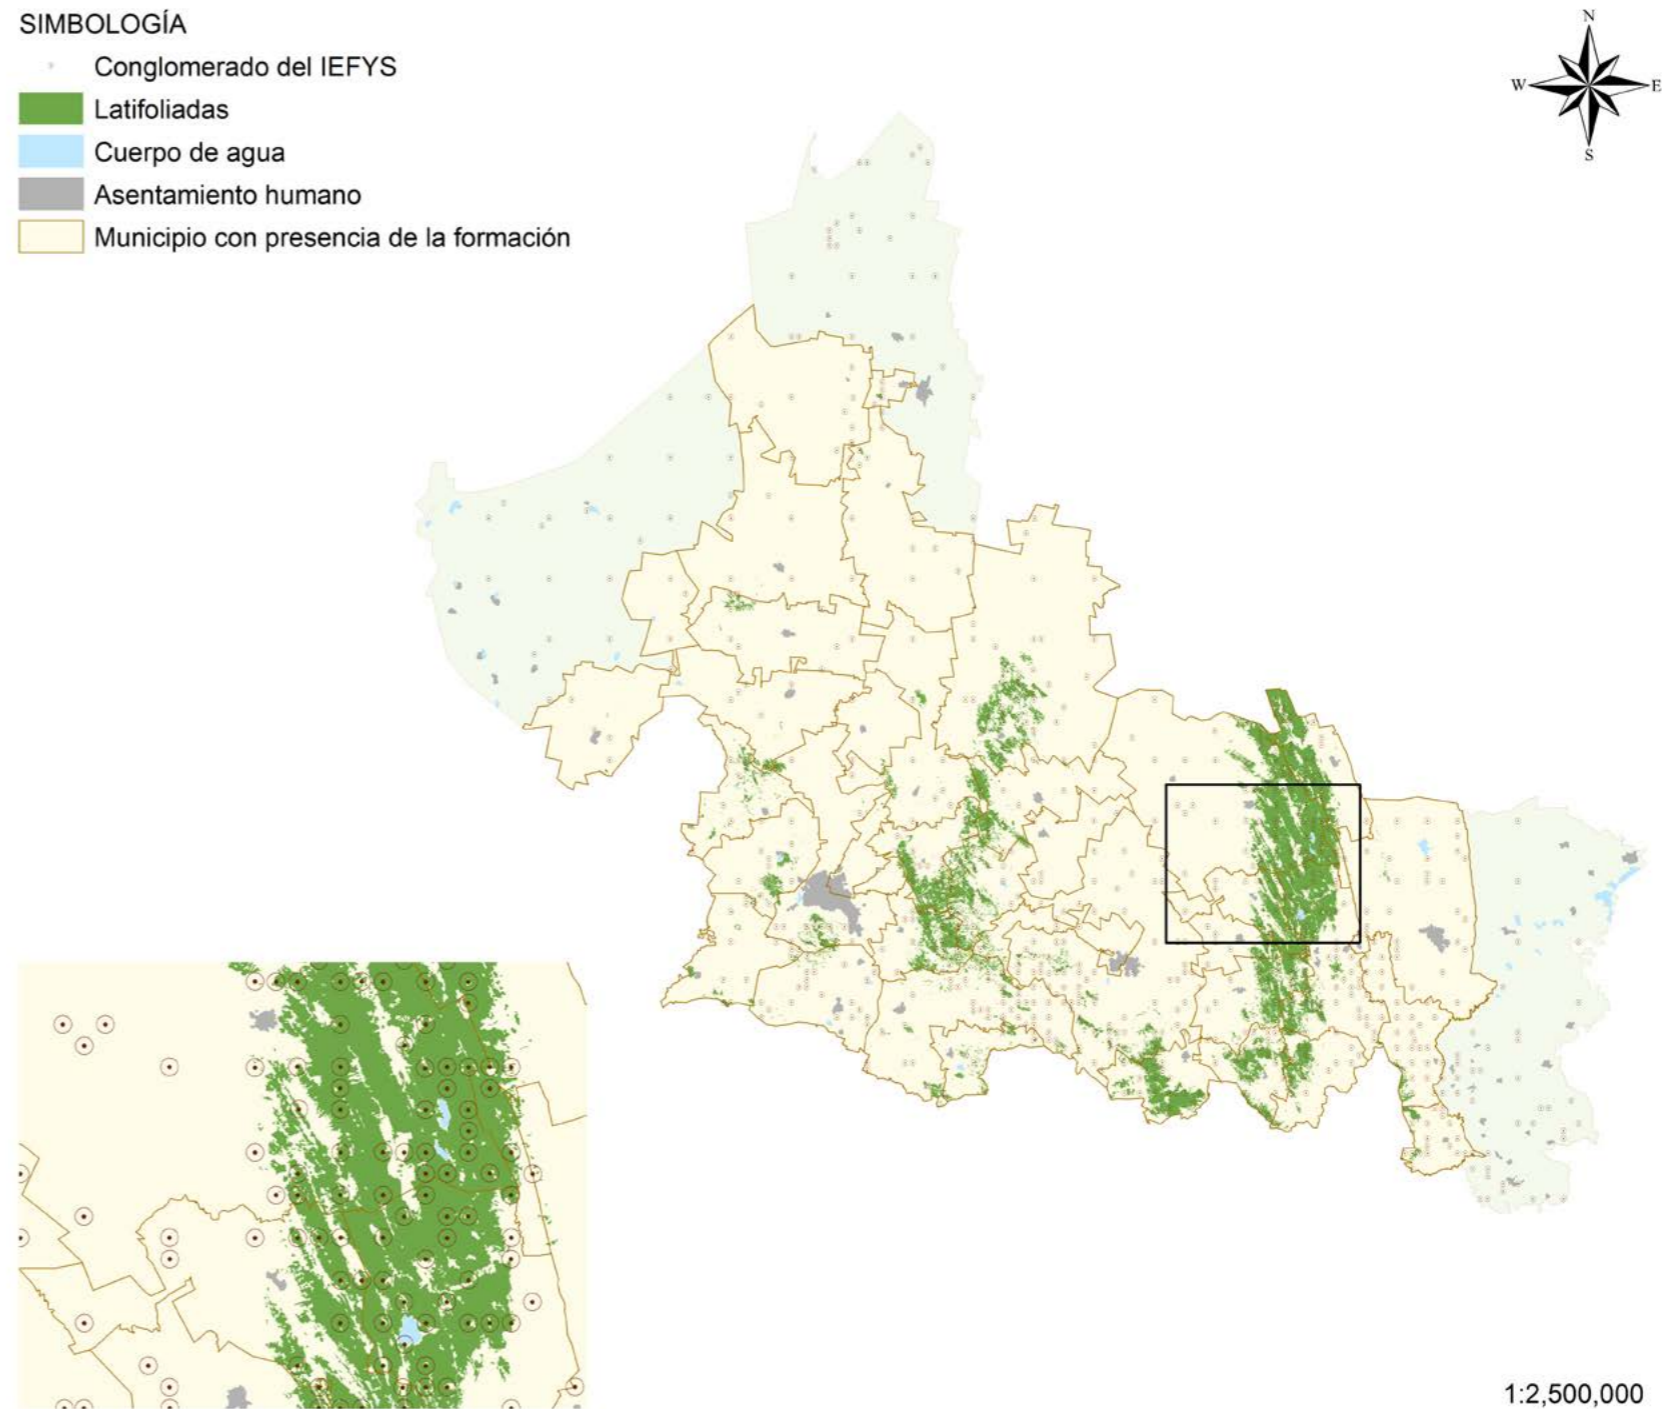 SIMBOLOGÍA
Conglomerado del IEFYS
Latifoliadas
Cuerpo de agua
Asentamiento humano
Municipio con presencia de la formación
N
W
E
S
1:2,500,000